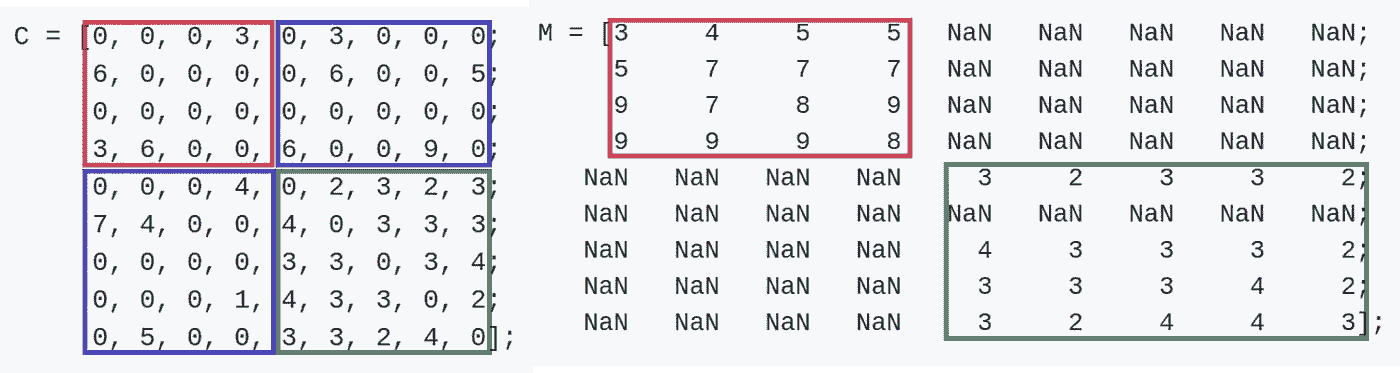 C = [0, 0, 0, 3, 0, 3, 0, 0, 0;
6, 0, 0, 0, 0, 6, 0, 0, 5;
0, 0, 0, 0, 0, 0, 0, 0, 0;
3, 6, 0, 0, 6, 0, 0, 9, 0;
0, 0, 0, 4, 0, 2, 3, 2, 3;
7, 4, 0, 0, 4, 0, 3, 3, 3;
0, 0, 0, 0, 3, 3, 0, 3, 4;
0, 0, 0, 1, 4, 3, 3, 0, 2;
0, 5, 0, 0, 3, 3, 2, 4, 0];
M = [3 4 5 5 NaN NaN NaN NaN NaN;
5 7 7 7 NaN NaN NaN NaN NaN;
9 7 8 9 NaN NaN NaN NaN NaN;
9 9 9 8 NaN NaN NaN NaN NaN;
NaN NaN NaN NaN 3 2 3 3 2;
NaN NaN NaN NaN NaN NaN NaN NaN NaN;
NaN NaN NaN NaN 4 3 3 3 2;
NaN NaN NaN NaN 3 3 3 4 2;
NaN NaN NaN NaN 3 2 4 4 3];